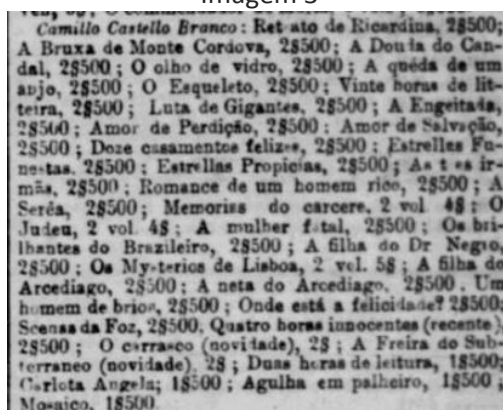 Imagem 3
Camillo Castello Branco: Retrato de Ricardina, 2$500;
A Bruxa de Monte Cordova, 2$500; A Douda do Can-
dal, 2$500; O olho de vidro, 2$500; A quéda de um
anjo, 2$500; O Esqueleto, 2$500; Vinte horas de lit-
teira, 2$500; Luta de Gigantes, 2$500; A Engeitada,
2$500; Amor de Perdição, 2$500: Amor de Salvação,
2$500; Doze casamentos felizes, 2$500; Estrellas Fu-
nestas. 2$500; Estrellas Propicias, 2$500; As t es ir-
mãs, 2$500; Romance de um homem rico, 2$500; A
Serêa, 2$500; Memorias do carcere, 2 vol 4$; O
Judeu, 2 vol. 4$; A mulher fatal, 2$500; Os bri-
lhantes do Brazileiro, 2$500; A filha do Dr Negro,
2$500; Os My-terios de Lisboa, 2 vol. 5$; A filha do
Arcediago, 2$500; A neta do Arcediago, 2$500. Um
homem de brios, 2$500; Onde está a felicidade? 2$500
Scenas da Foz, 2$500. Quatro horas innocentes (recente)
2$500; O carrasco (novidade), 2$; A Freira do Sub-
terraneo (novidade). 2$; Duas horas de leitura, 1$500;
Carlota Angela; 1$500; Agulha em palheiro, 1$500
Mosaico, 1$500